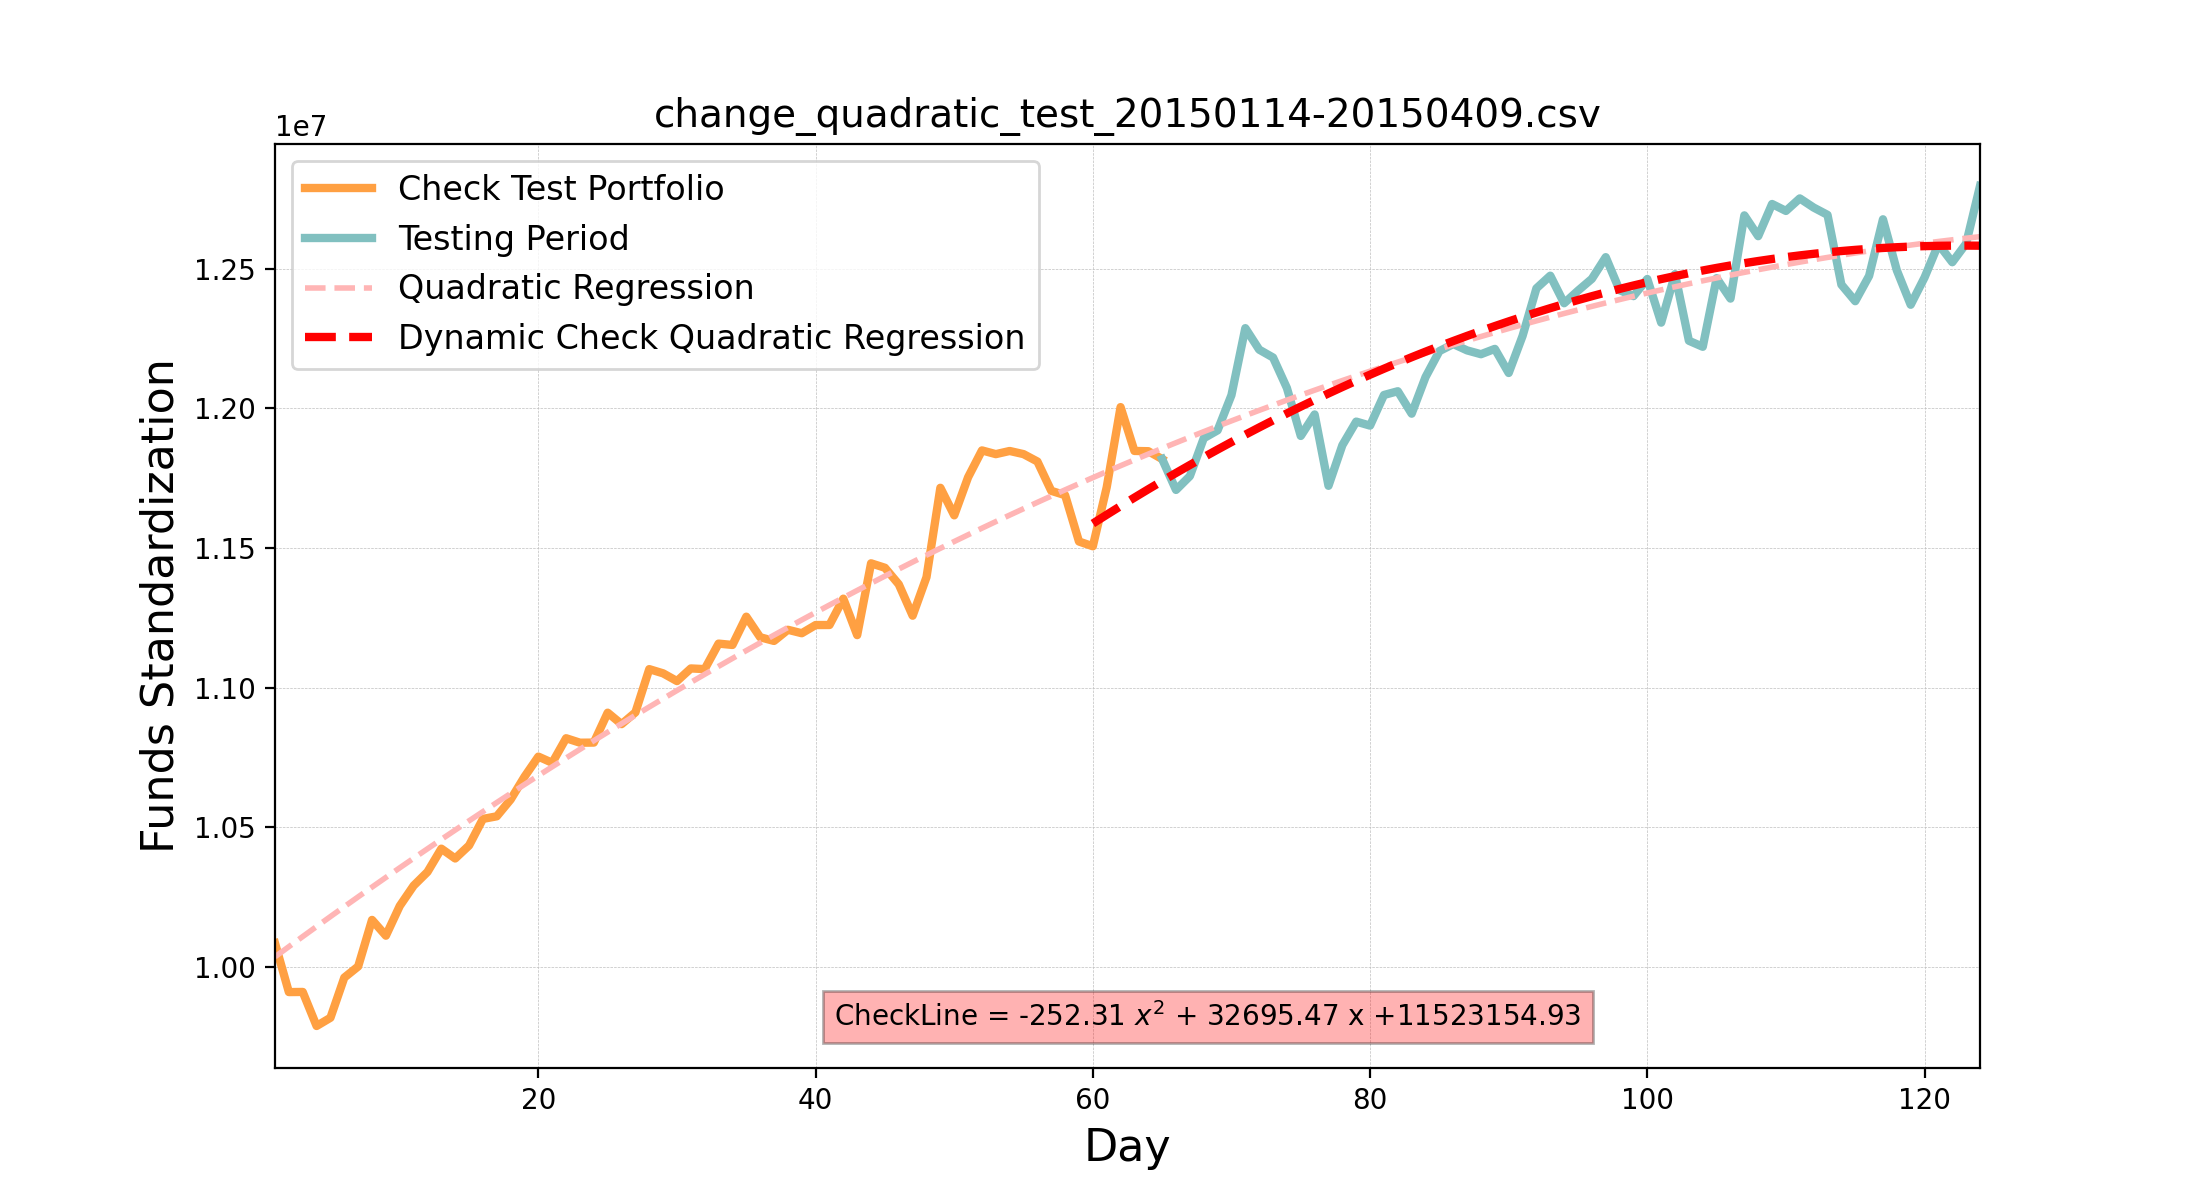 change_quadratic_test_20150114-20150409.csv
1e7
Check Test Portfolio
Testing Period
Quadratic Regression
Dynamic Check Quadratic Regression
Funds Standardization
1.25
1.20
1.15
1.10
1.05
1.00
CheckLine = -252.31 x² + 32695.47 x +11523154.93
20 40 60 80 100 120
Day